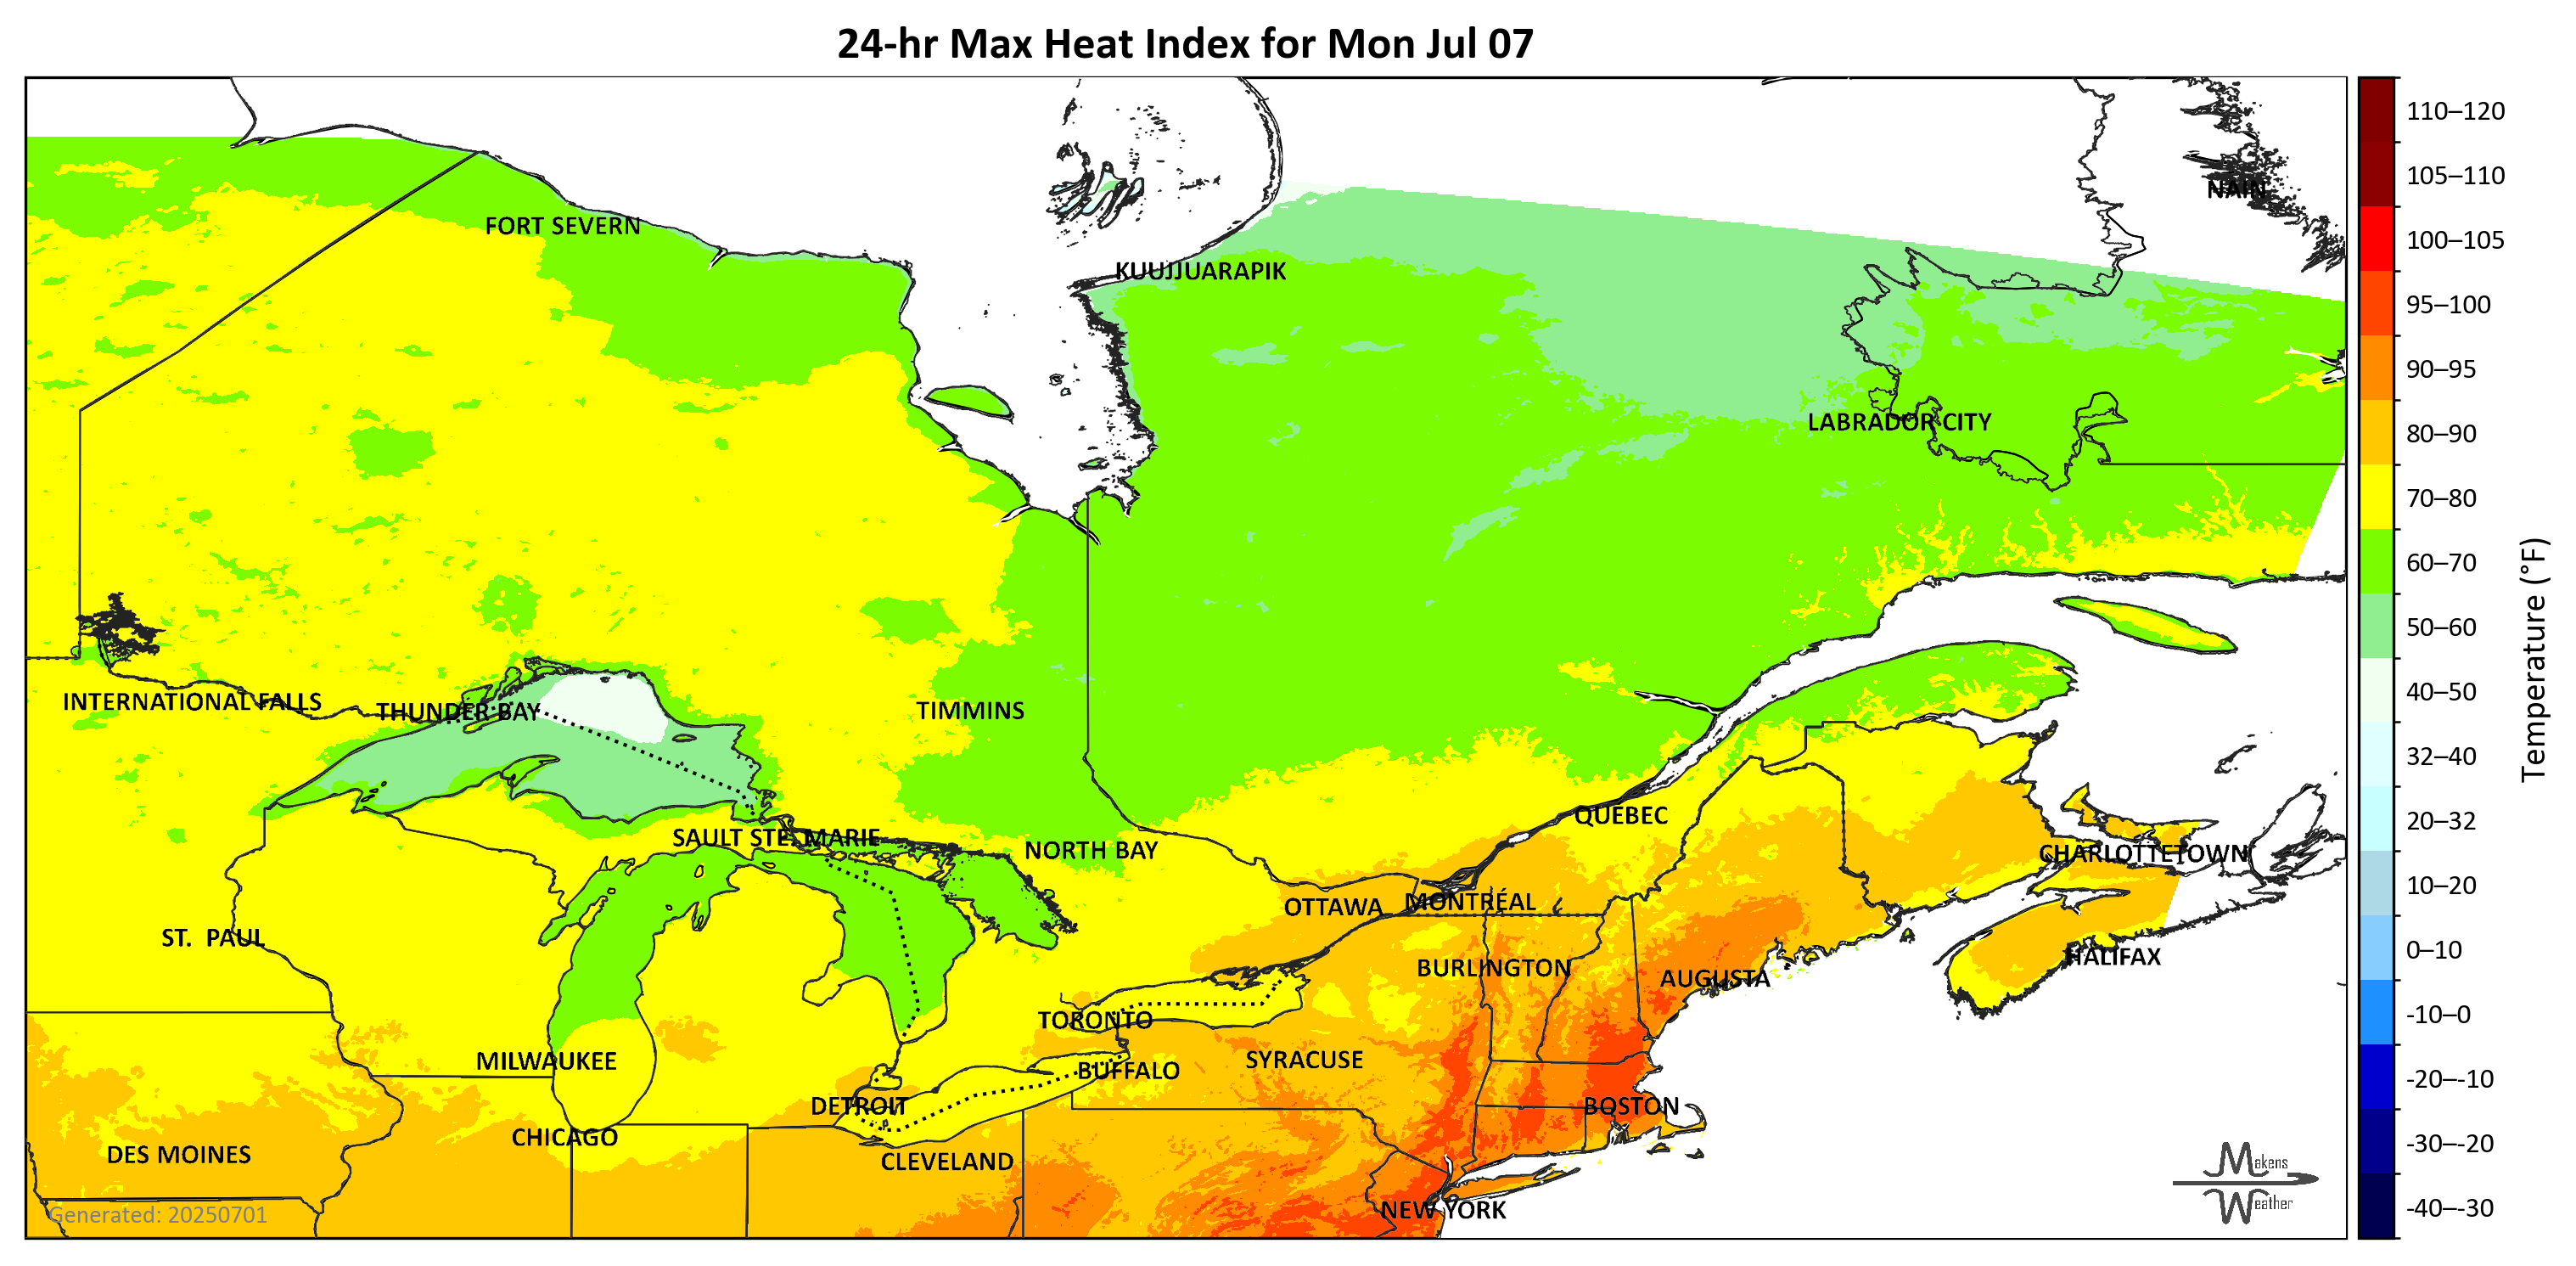 24-hr Max Heat Index for Mon Jul 07
NAIN
FORT SEVERN
KUUJJUARAPIK
LABRADOR CITY
INTERNATIONAL FALLS
THUNDER BAY
TIMMINS
QUEBEC
SAULT STE. MARIE
NORTH BAY
CHARLOTTETOWN
OTTAWA
MONTRÉAL
ST. PAUL
HALIFAX
BURLINGTON
AUGUSTA
TORONTO
MILWAUKEE
BUFFALO
SYRACUSE
DETROIT
BOSTON
CHICAGO
DES MOINES
CLEVELAND
NEW YORK
Generated: 20250701
Makens
Weather
110–120
105–110
100–105
95–100
90–95
80–90
70–80
60–70
50–60
40–50
32–40
20–32
10–20
0–10
-10–0
-20–-10
-30–-20
-40–-30
Temperature (°F)